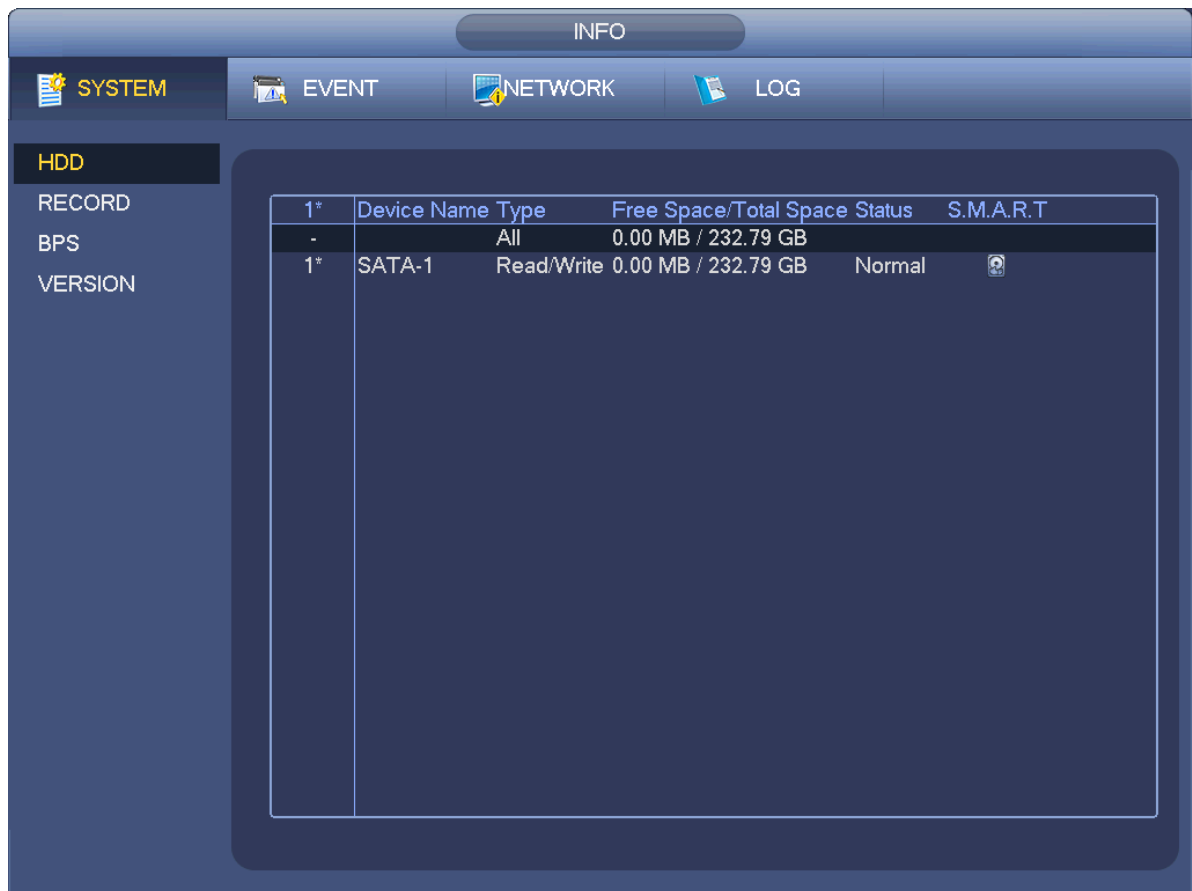 INFO
SYSTEM EVENT NETWORK LOG
HDD
RECORD
BPS
VERSION
1* Device Name Type Free Space/Total Space Status S.M.A.R.T
- All 0.00 MB / 232.79 GB
1* SATA-1 Read/Write 0.00 MB / 232.79 GB Normal